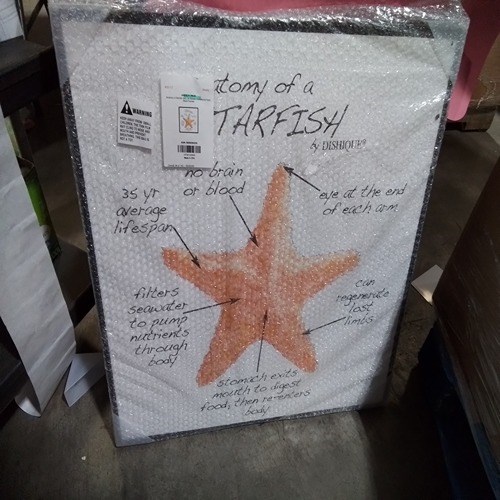 tomy of a
TARFISH
by DISHIQUE
WARNING
no brain
or blood
35 yr
average
lifespan
eye at the end
of each arm
filters
seawater
to pump
nutrients
through
body
can
regenerate
lost
limbs
stomach exits
mouth to digest
food, then re-enters
body